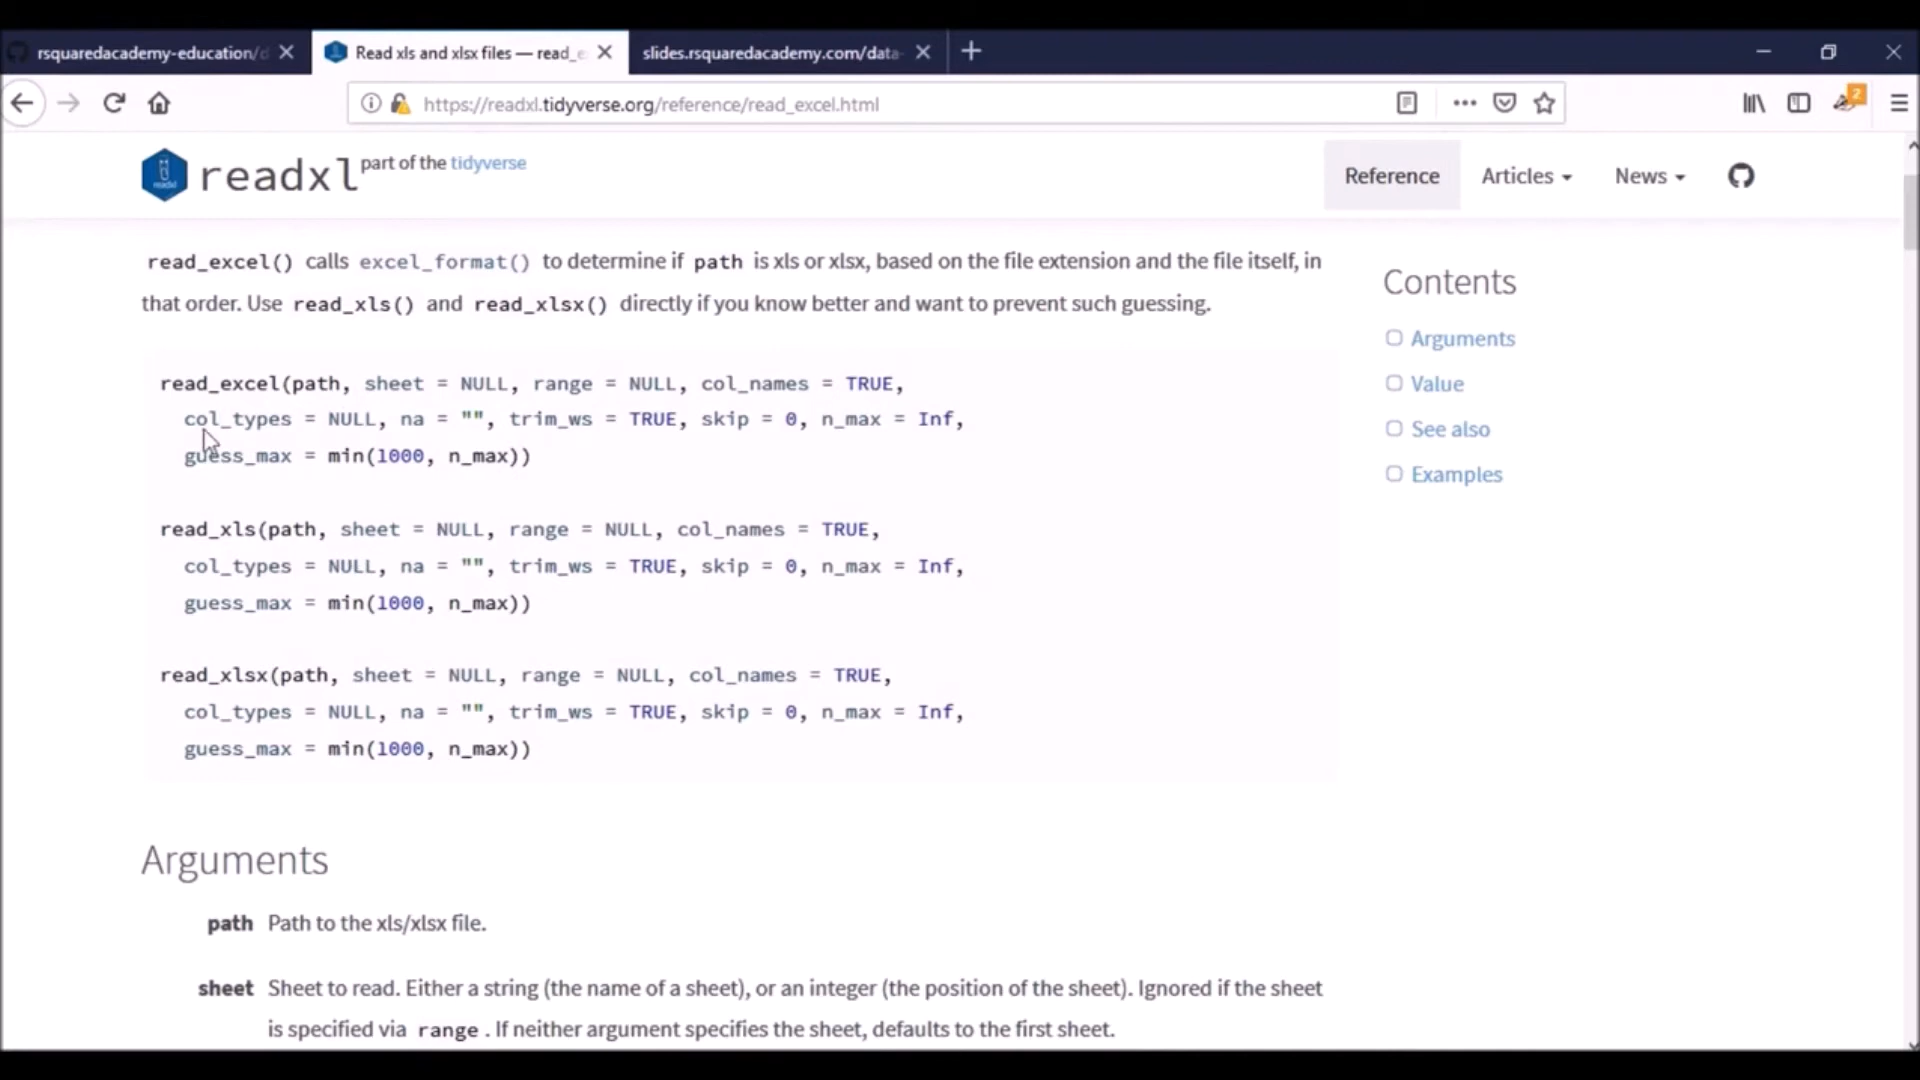 rsquaredacademy-education/d
Read xls and xlsx files — read_e
slides.rsquaredacademy.com/data-
https://readxl.tidyverse.org/reference/read_excel.html
2
readxl
readxl part of the tidyverse
Reference
Articles
News
read_excel() calls excel_format() to determine if path is xls or xlsx, based on the file extension and the file itself, in
that order. Use read_xls() and read_xlsx() directly if you know better and want to prevent such guessing.
read_excel(path, sheet = NULL, range = NULL, col_names = TRUE,
col_types = NULL, na = "", trim_ws = TRUE, skip = 0, n_max = Inf,
guess_max = min(1000, n_max))
read_xls(path, sheet = NULL, range = NULL, col_names = TRUE,
col_types = NULL, na = "", trim_ws = TRUE, skip = 0, n_max = Inf,
guess_max = min(1000, n_max))
read_xlsx(path, sheet = NULL, range = NULL, col_names = TRUE,
col_types = NULL, na = "", trim_ws = TRUE, skip = 0, n_max = Inf,
guess_max = min(1000, n_max))
Arguments
path Path to the xls/xlsx file.
sheet Sheet to read. Either a string (the name of a sheet), or an integer (the position of the sheet). Ignored if the sheet
is specified via range . If neither argument specifies the sheet, defaults to the first sheet.
Contents
Arguments
Value
See also
Examples